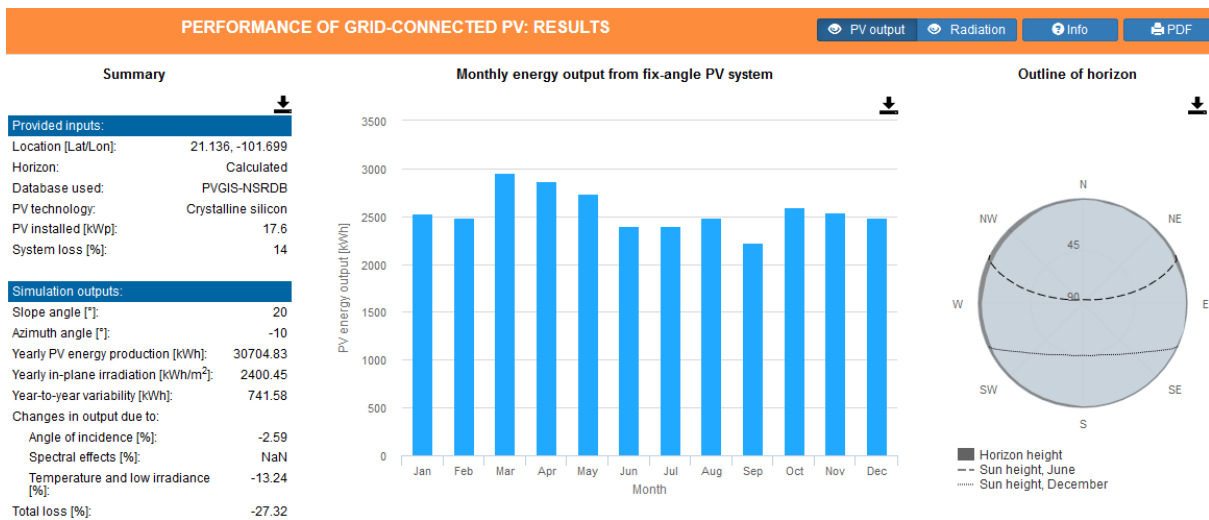 PERFORMANCE OF GRID-CONNECTED PV: RESULTS
PV output
Radiation
Info
PDF
Summary
Provided inputs:
Location [Lat/Lon]: 21.136, -101.699
Horizon: Calculated
Database used: PVGIS-NSRDB
PV technology: Crystalline silicon
PV installed [kWp]: 17.6
System loss [%]: 14
Simulation outputs:
Slope angle [°]: 20
Azimuth angle [°]: -10
Yearly PV energy production [kWh]: 30704.83
Yearly in-plane irradiation [kWh/m²]: 2400.45
Year-to-year variability [kWh]: 741.58
Changes in output due to:
Angle of incidence [%]: -2.59
Spectral effects [%]: NaN
Temperature and low irradiance -13.24
[%]:
Total loss [%]: -27.32
Monthly energy output from fix-angle PV system
PV energy output [kWh]
3500
3000
2500
2000
1500
1000
500
0
Jan Feb Mar Apr May Jun Jul Aug Sep Oct Nov Dec
Month
Outline of horizon
N
NW NE
45
90
W E
SW SE
S
Horizon height
Sun height, June
Sun height, December